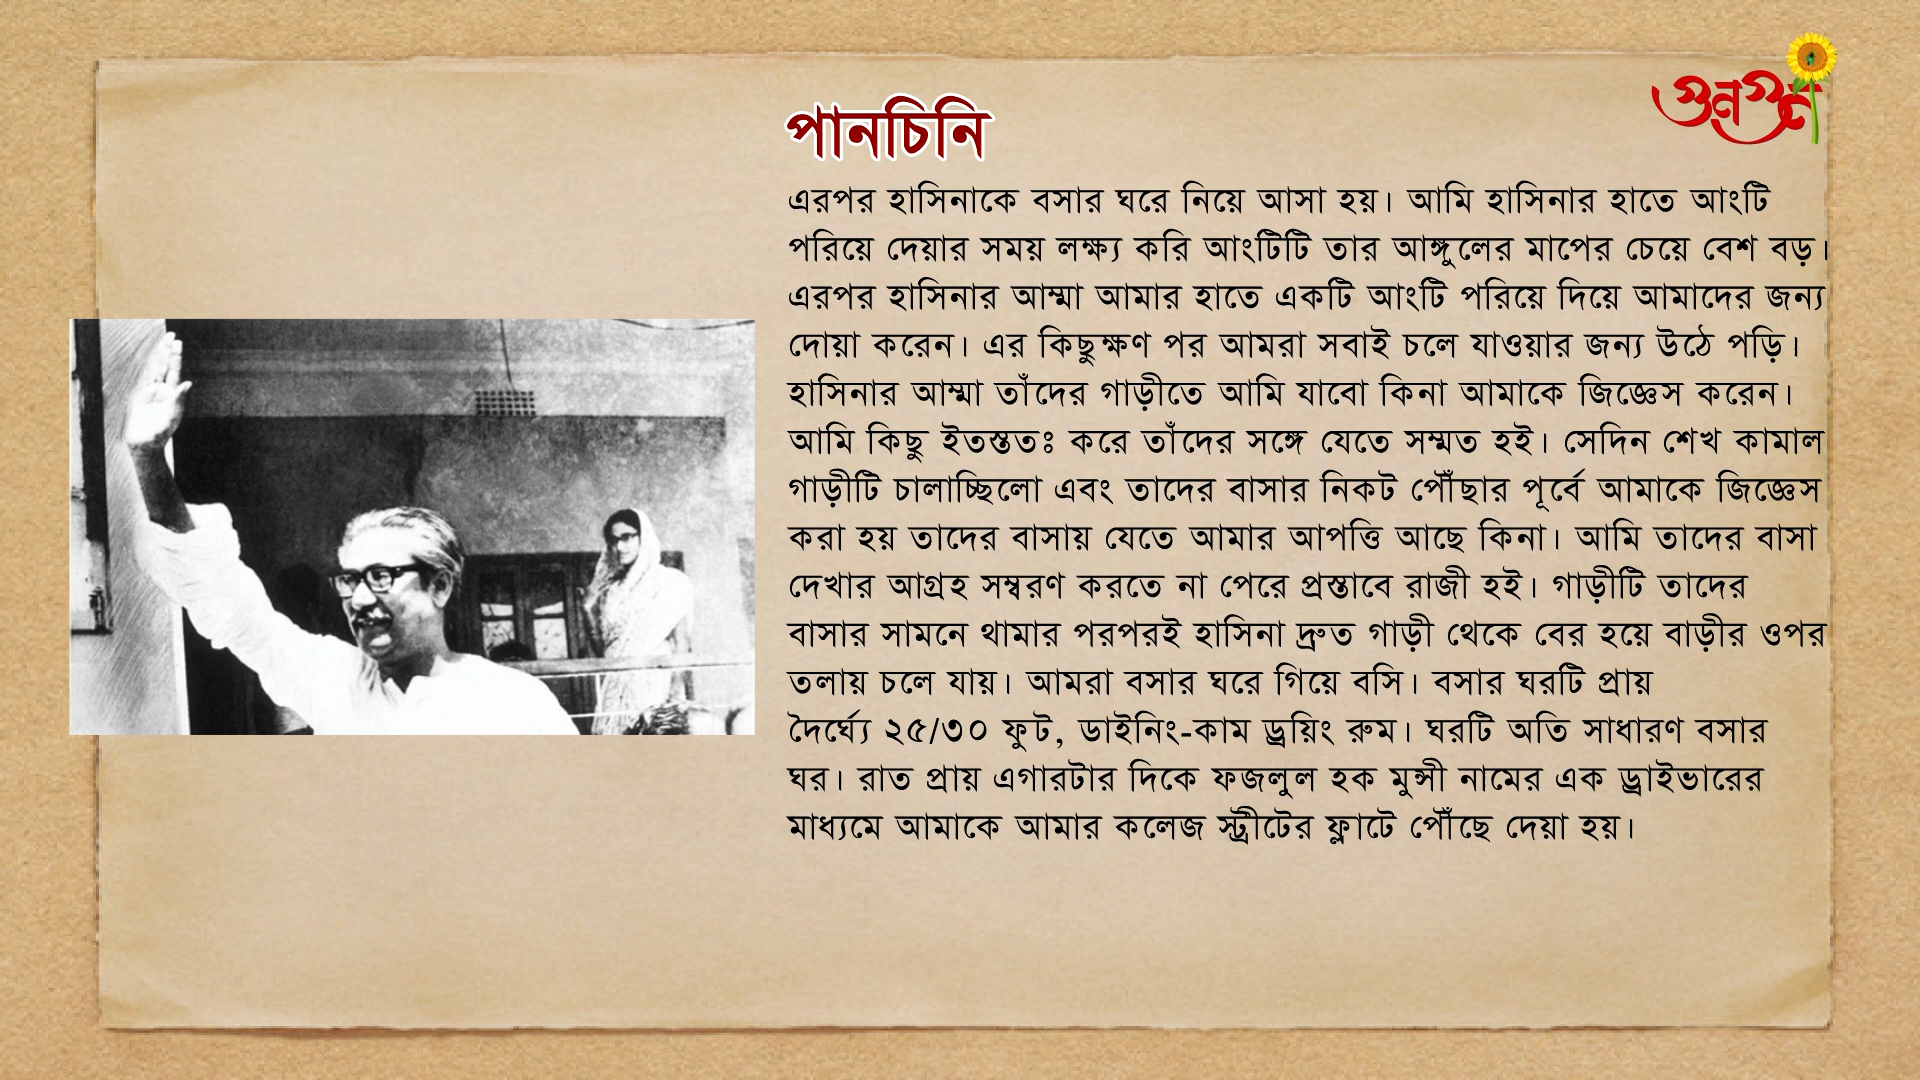 গুনগুন
পানচিনি
এরপর হাসিনাকে বসার ঘরে নিয়ে আসা হয়। আমি হাসিনার হাতে আংটি
পরিয়ে দেয়ার সময় লক্ষ্য করি আংটিটি তার আঙ্গুলের মাপের চেয়ে বেশ বড়।
এরপর হাসিনার আম্মা আমার হাতে একটি আংটি পরিয়ে দিয়ে আমাদের জন্য
দোয়া করেন। এর কিছুক্ষণ পর আমরা সবাই চলে যাওয়ার জন্য উঠে পড়ি।
হাসিনার আম্মা তাঁদের গাড়ীতে আমি যাবো কিনা আমাকে জিজ্ঞেস করেন।
আমি কিছু ইতস্ততঃ করে তাঁদের সঙ্গে যেতে সম্মত হই। সেদিন শেখ কামাল
গাড়ীটি চালাচ্ছিলো এবং তাদের বাসার নিকট পৌঁছার পূর্বে আমাকে জিজ্ঞেস
করা হয় তাদের বাসায় যেতে আমার আপত্তি আছে কিনা। আমি তাদের বাসা
দেখার আগ্রহ সম্বরণ করতে না পেরে প্রস্তাবে রাজী হই। গাড়ীটি তাদের
বাসার সামনে থামার পরপরই হাসিনা দ্রুত গাড়ী থেকে বের হয়ে বাড়ীর ওপর
তলায় চলে যায়। আমরা বসার ঘরে গিয়ে বসি। বসার ঘরটি প্রায়
দৈর্ঘ্যে ২৫/৩০ ফুট, ডাইনিং-কাম ড্রয়িং রুম। ঘরটি অতি সাধারণ বসার
ঘর। রাত প্রায় এগারটার দিকে ফজলুল হক মুন্সী নামের এক ড্রাইভারের
মাধ্যমে আমাকে আমার কলেজ স্ট্রীটের ফ্লাটে পৌঁছে দেয়া হয়।